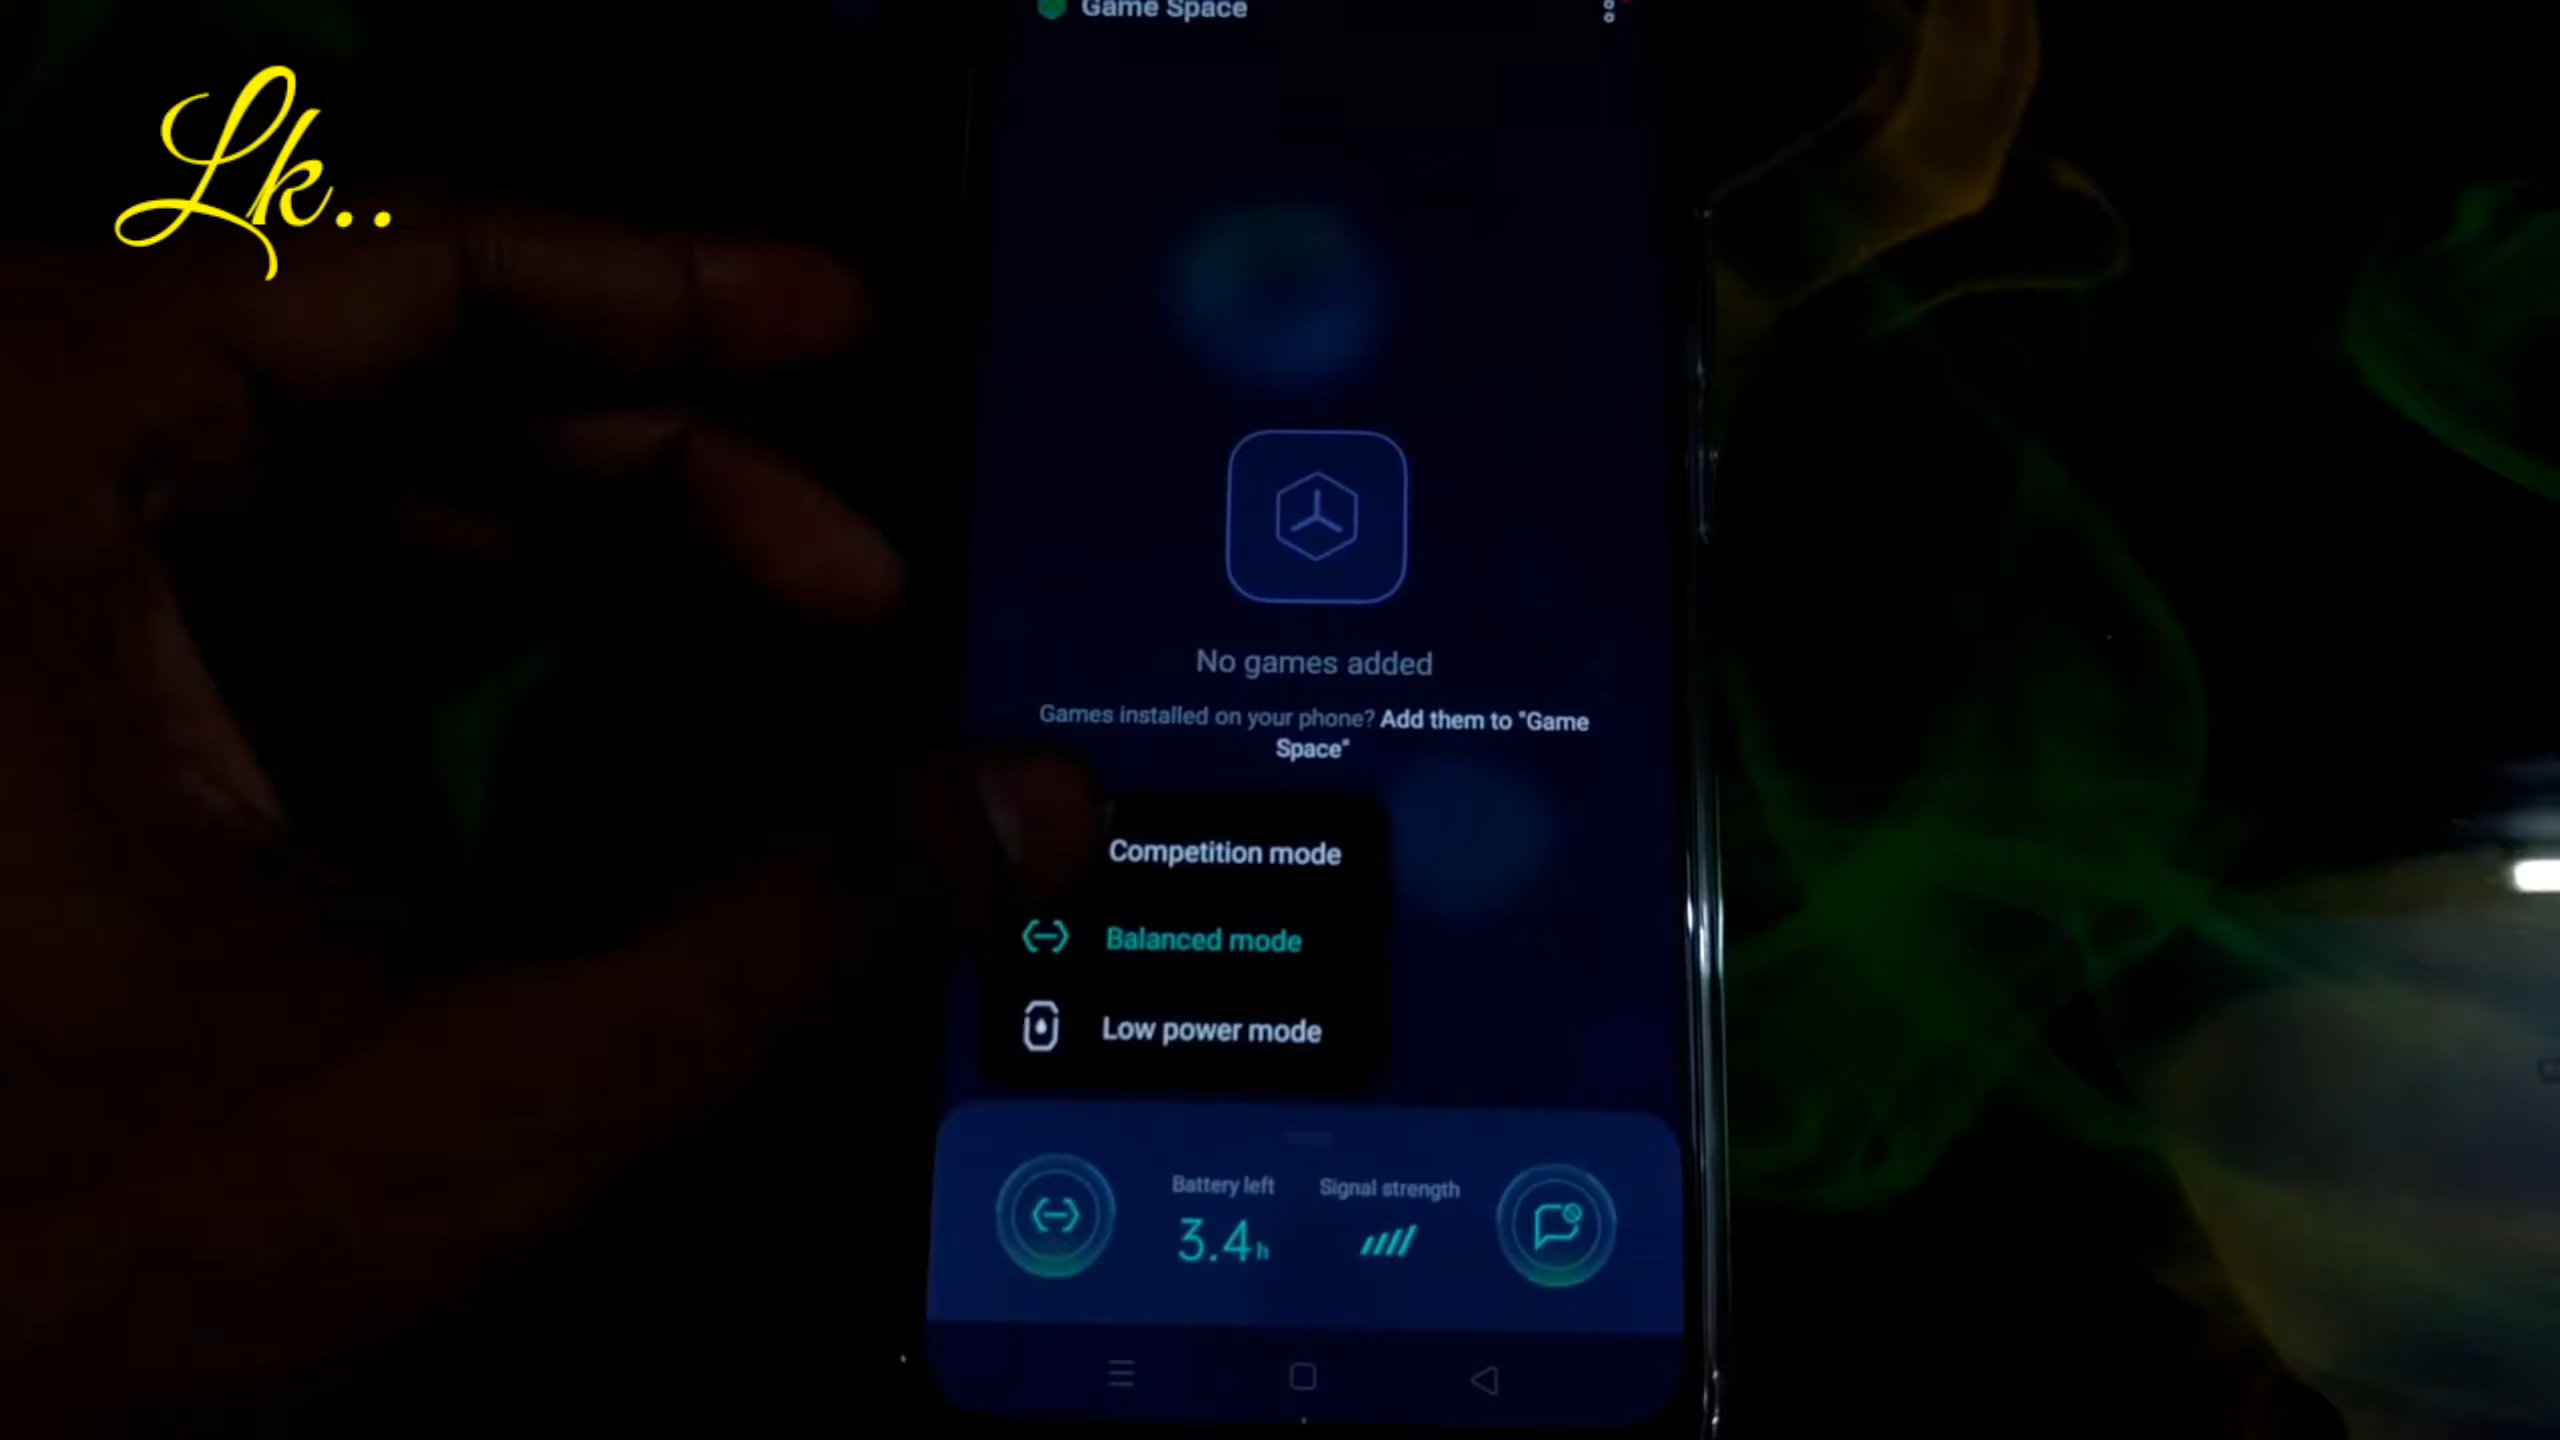 Game Space
Lk..
No games added
Games installed on your phone? Add them to "Game
Space"
Competition mode
Balanced mode
Low power mode
Battery left
Signal strength
3.4h